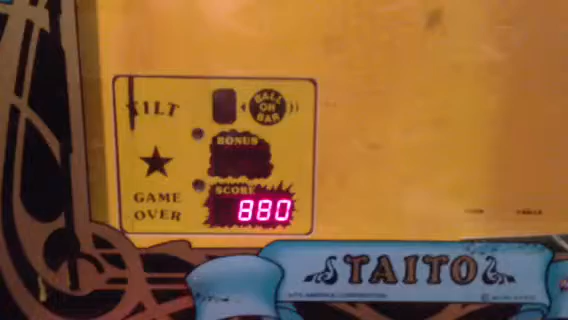 TILT
BALL
ON
BAR
BONUS
GAME
OVER
SCORE
880
TAITO